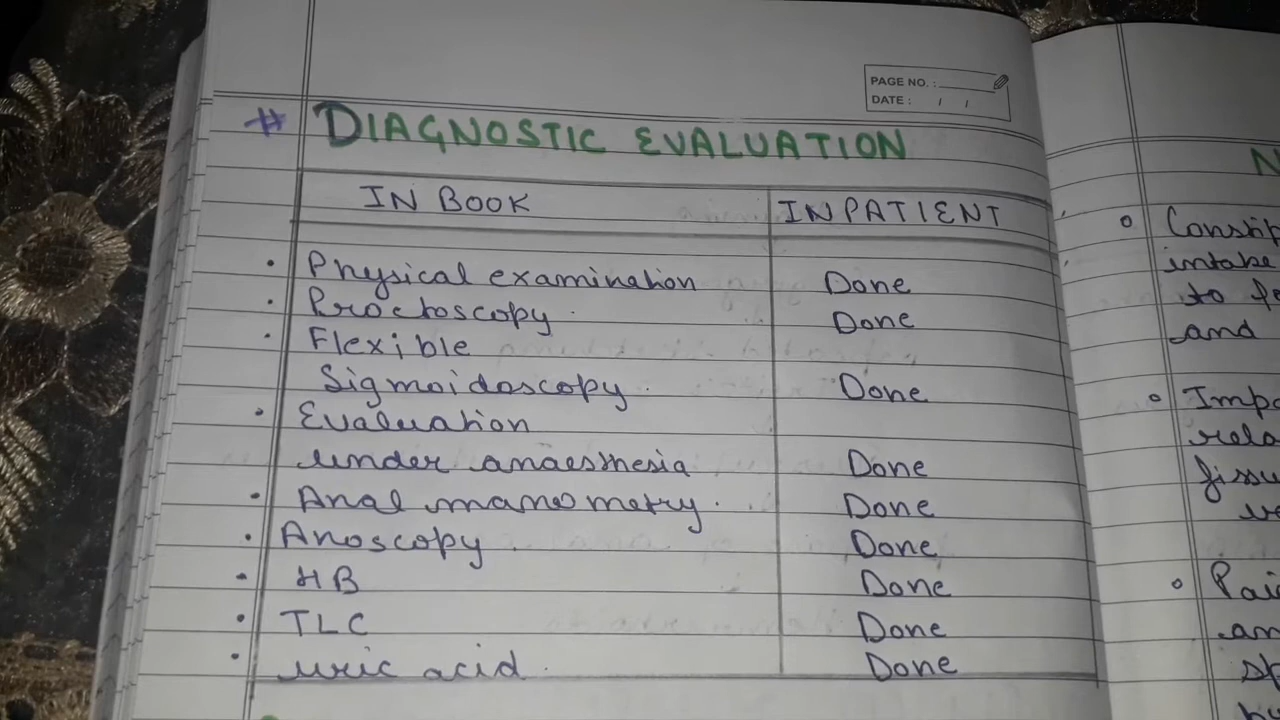 PAGE NO. :
DATE : / /
# DIAGNOSTIC EVALUATION
IN BOOK INPATIENT
• Physical examination Done
• Proctoscopy. Done
• Flexible
Sigmoidoscopy. Done
• Evaluation
under anaesthesia Done
• Anal manometry. Done
• Anoscopy. Done
• HB Done
• TLC Done
• uric acid. Done
N
° Constip
intake
to
and
° Impa
rela
fissu
° Pai
an